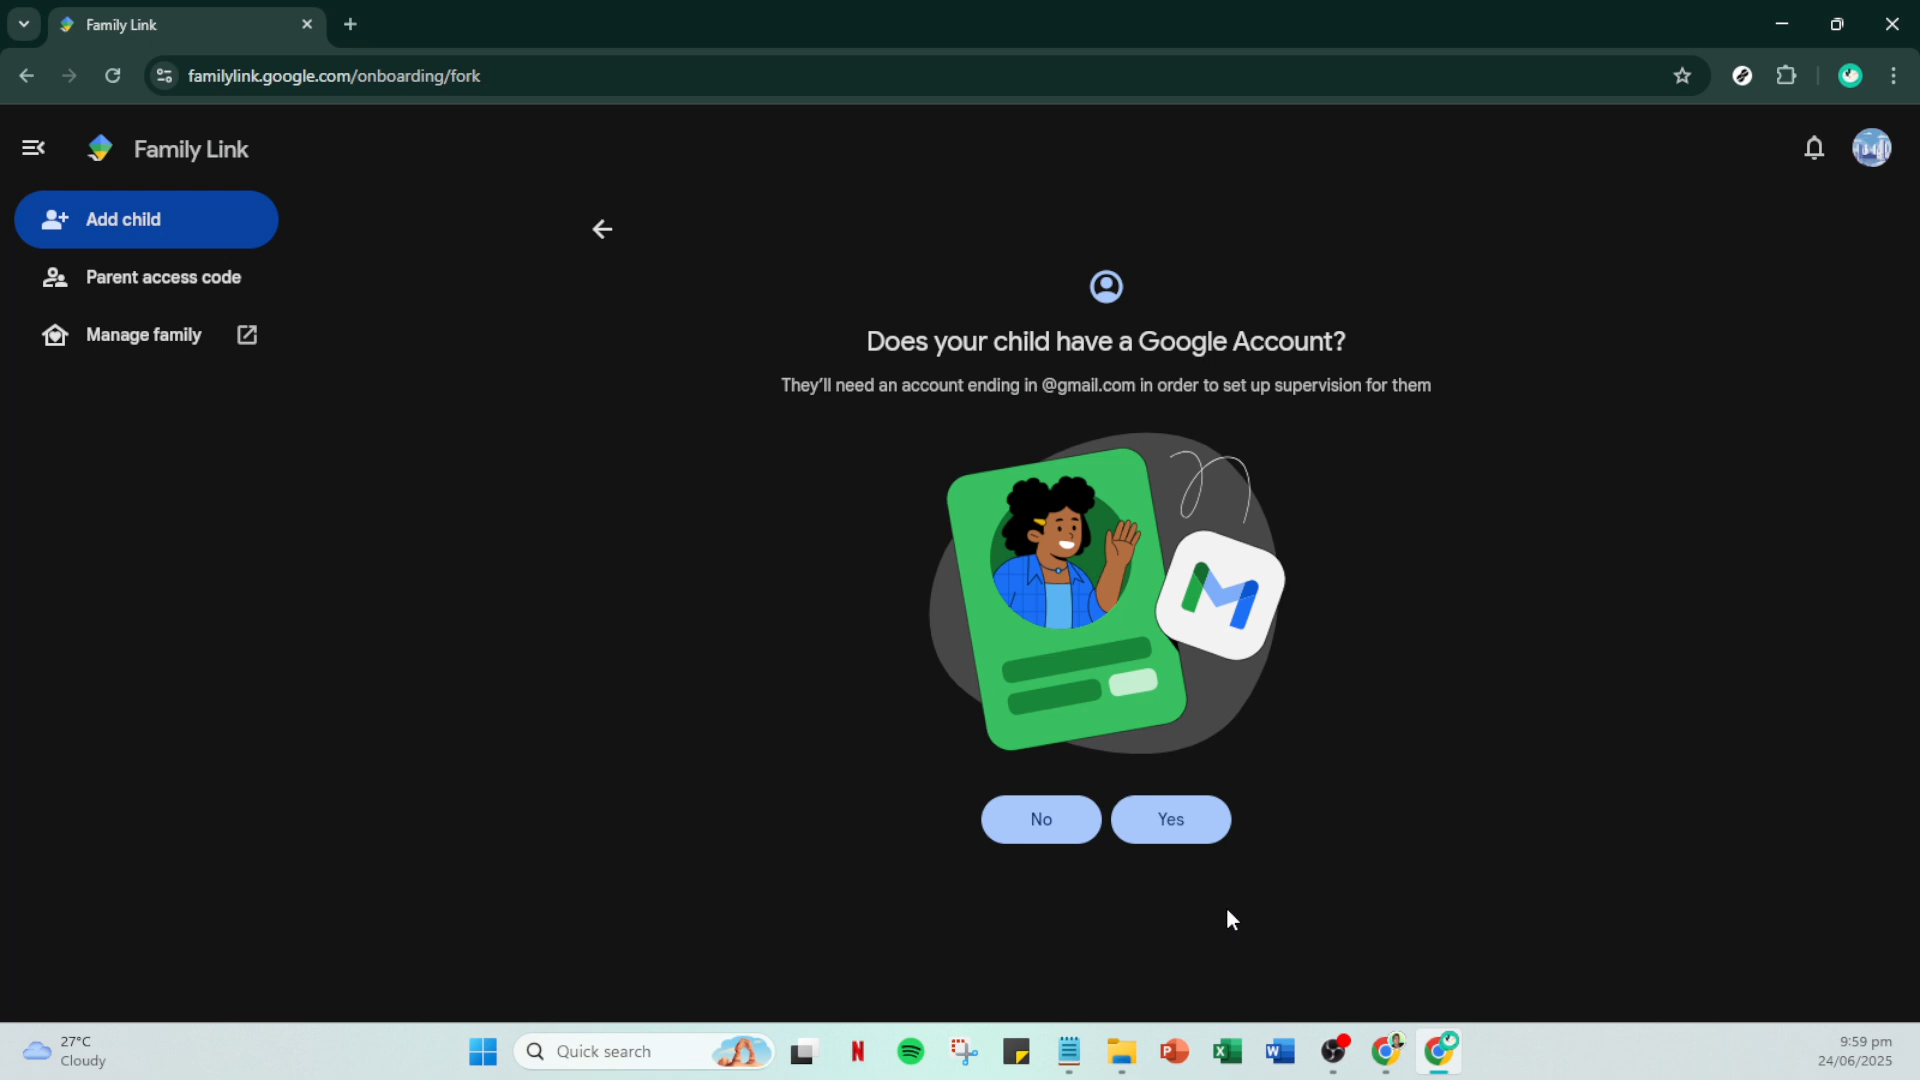 Family Link
familylink.google.com/onboarding/fork
Family Link
Add child
Parent access code
Manage family
Does your child have a Google Account?
They'll need an account ending in @gmail.com in order to set up supervision for them
No
Yes
27°C
Cloudy
Quick search
9:59 pm
24/06/2025